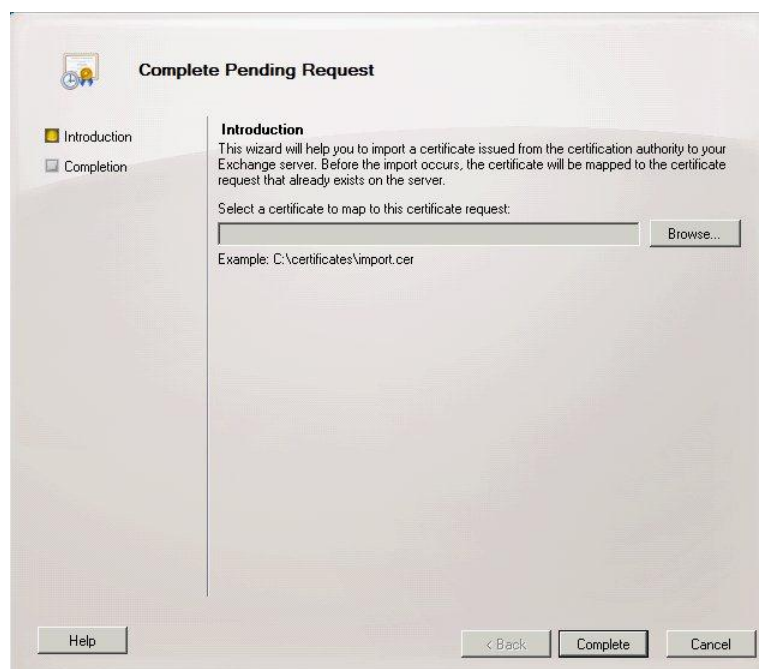 Complete Pending Request
Introduction
Completion
Introduction
This wizard will help you to import a certificate issued from the certification authority to your
Exchange server. Before the import occurs, the certificate will be mapped to the certificate
request that already exists on the server.
Select a certificate to map to this certificate request:
Browse...
Example: C:\certificates\import.cer
Help
< Back
Complete
Cancel